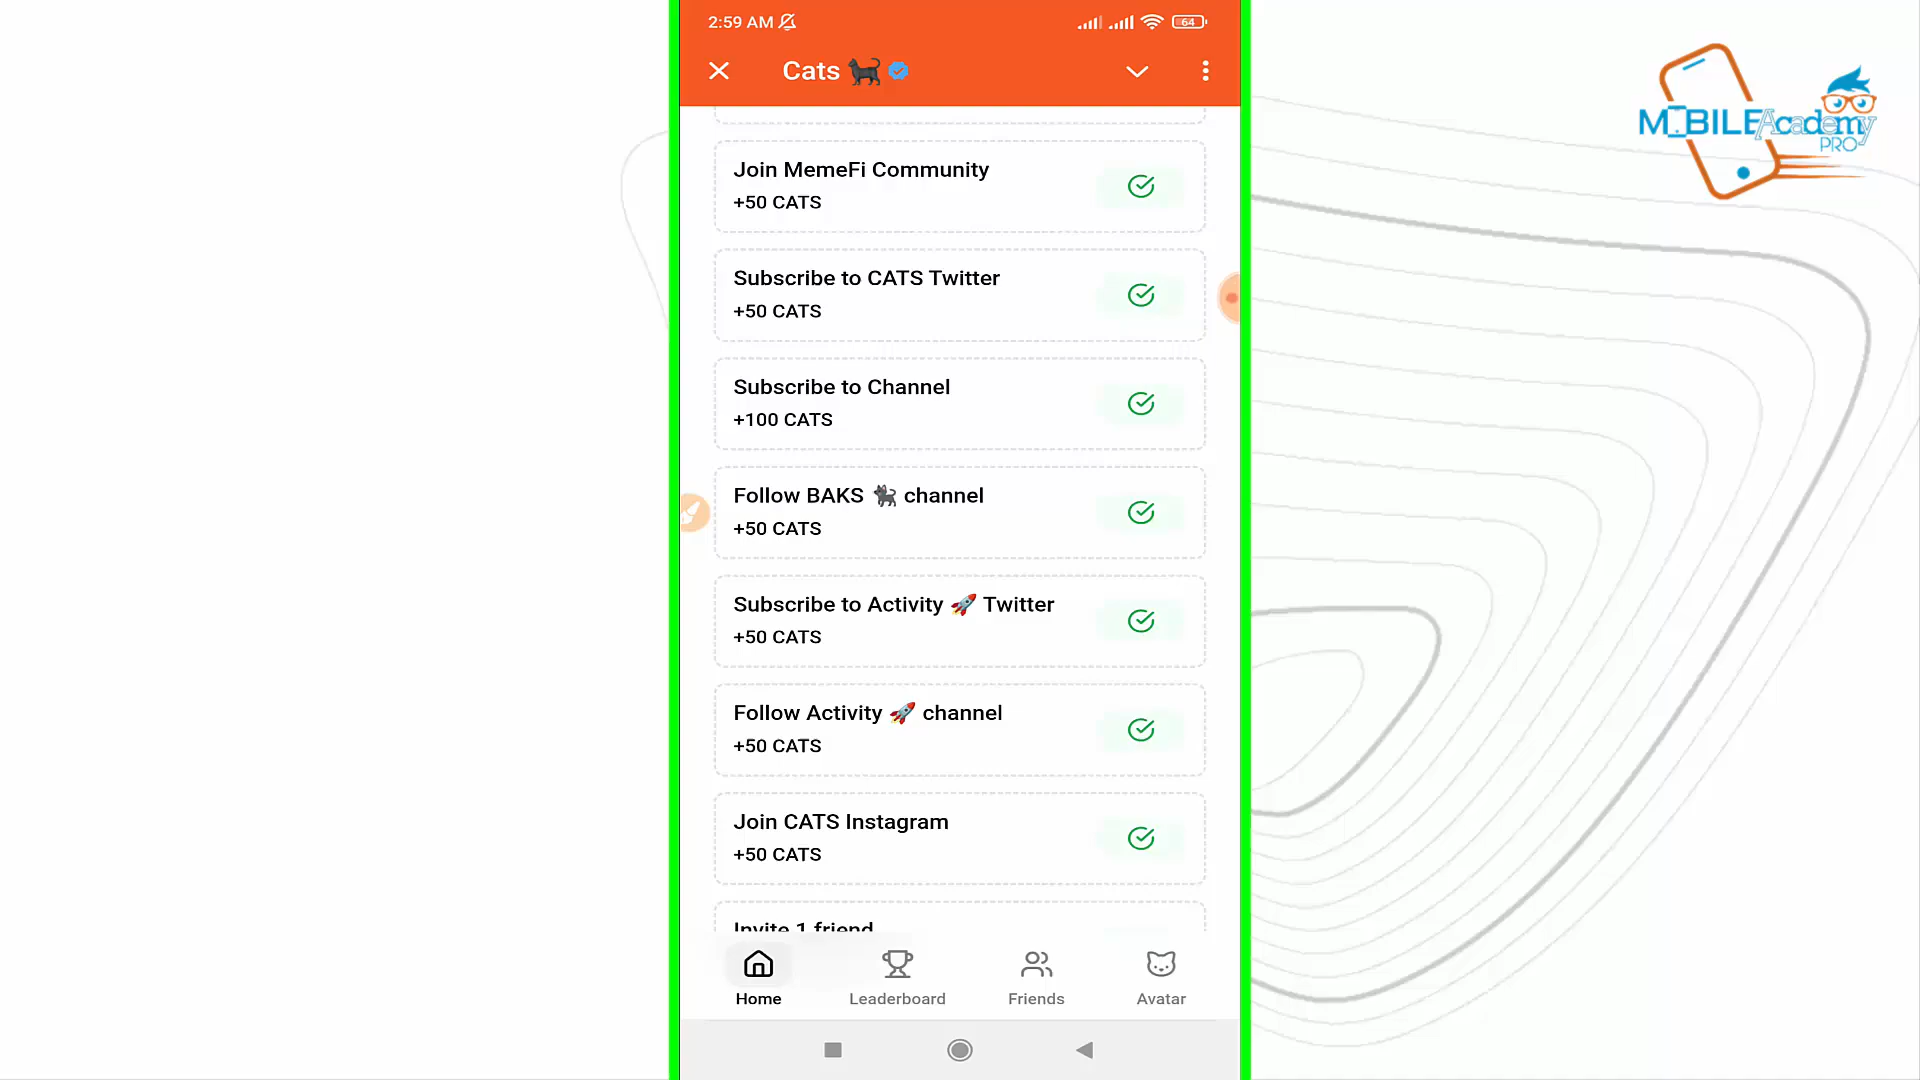 2:59 AM
64
Cats
MOBILE Academy
PRO
Join MemeFi Community
+50 CATS
Subscribe to CATS Twitter
+50 CATS
Subscribe to Channel
+100 CATS
Follow BAKS 🐈‍⬛ channel
+50 CATS
Subscribe to Activity 🚀 Twitter
+50 CATS
Follow Activity 🚀 channel
+50 CATS
Join CATS Instagram
+50 CATS
Invite 1 friend
Home
Leaderboard
Friends
Avatar